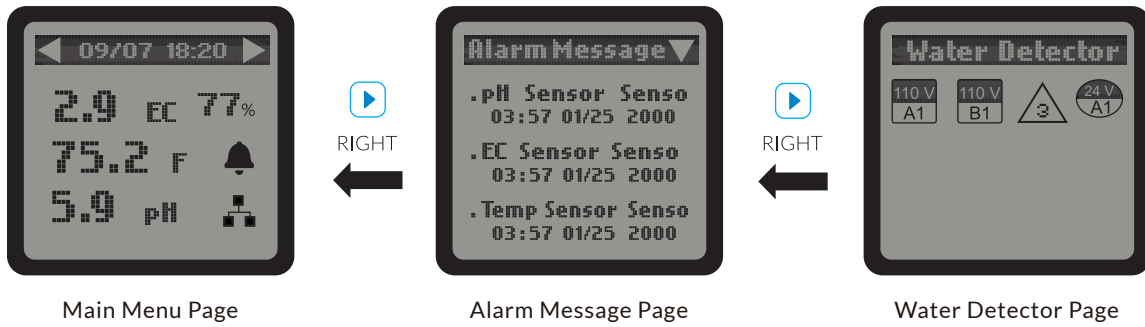 09/07 18:20
2.9 EC 77%
75.2 F
5.9 pH
Main Menu Page
RIGHT
Alarm Message
.pH Sensor Senso
03:57 01/25 2000
.EC Sensor Senso
03:57 01/25 2000
.Temp Sensor Senso
03:57 01/25 2000
Alarm Message Page
RIGHT
Water Detector
110 V 110 V 3 24 V
A1 B1 A1
Water Detector Page